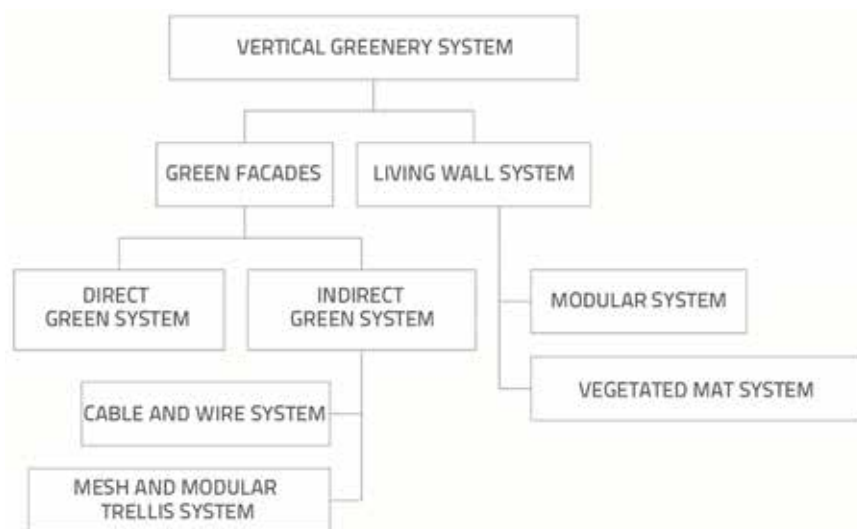 VERTICAL GREENERY SYSTEM
GREEN FACADES
LIVING WALL SYSTEM
DIRECT
GREEN SYSTEM
INDIRECT
GREEN SYSTEM
MODULAR SYSTEM
VEGETATED MAT SYSTEM
CABLE AND WIRE SYSTEM
MESH AND MODULAR
TRELLIS SYSTEM